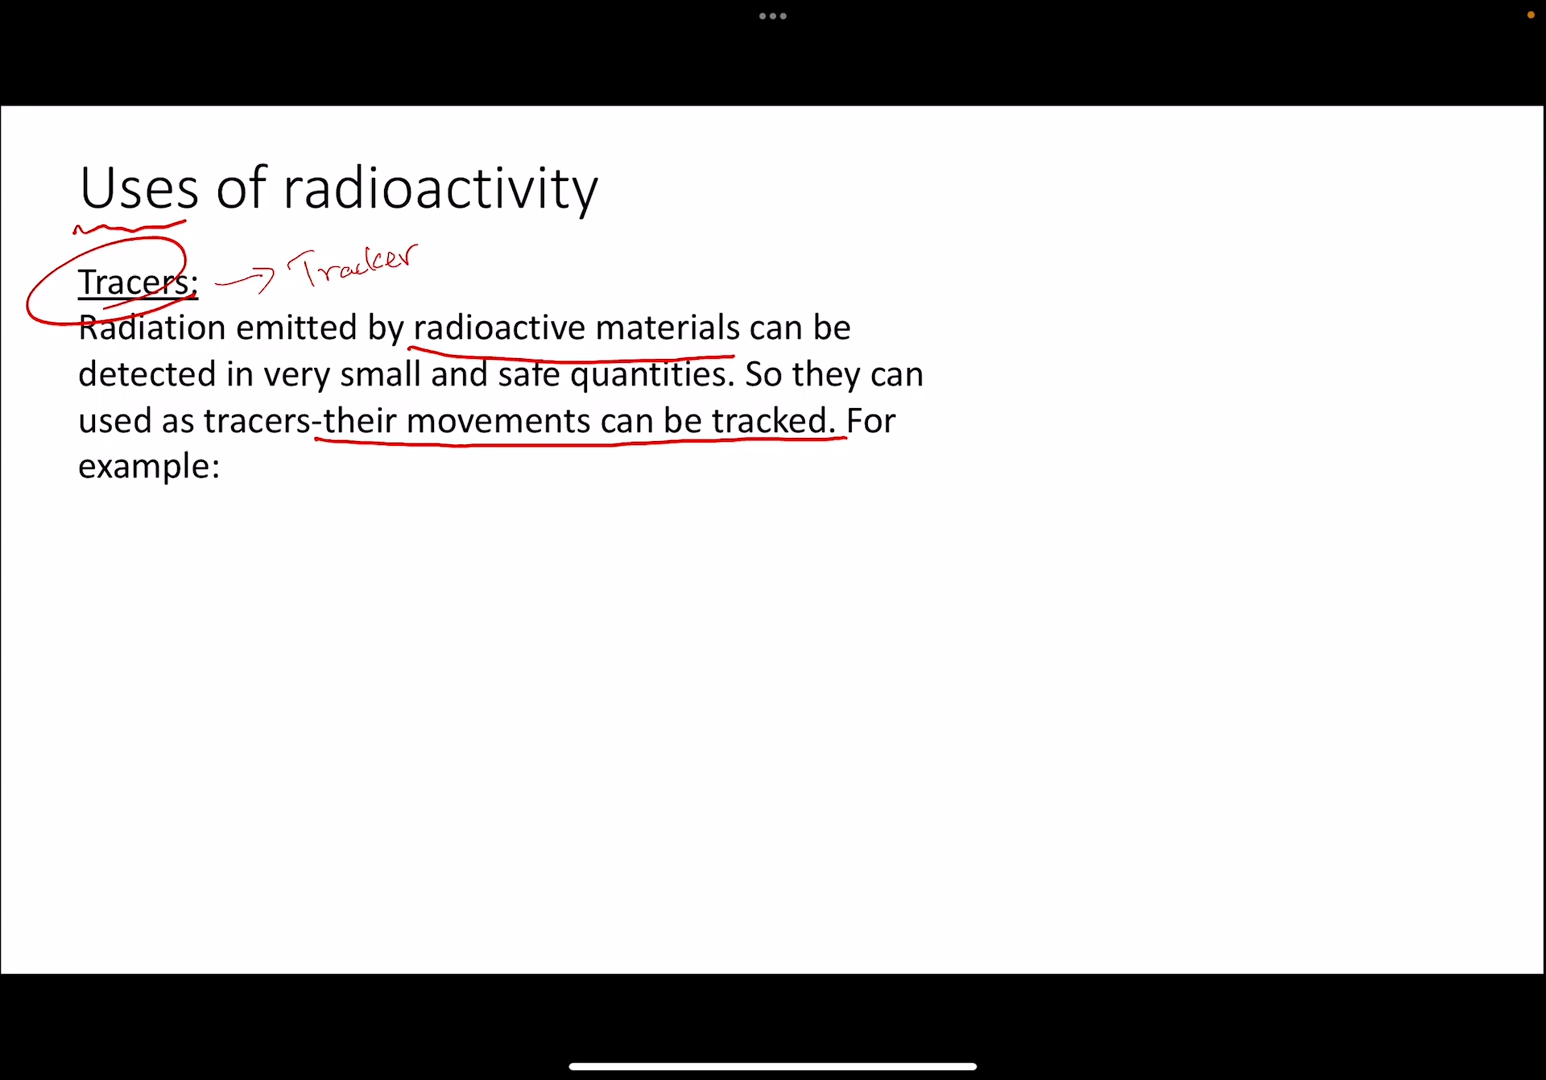 Uses of radioactivity
Tracers: → Tracker
Radiation emitted by radioactive materials can be
detected in very small and safe quantities. So they can
used as tracers-their movements can be tracked. For
example: